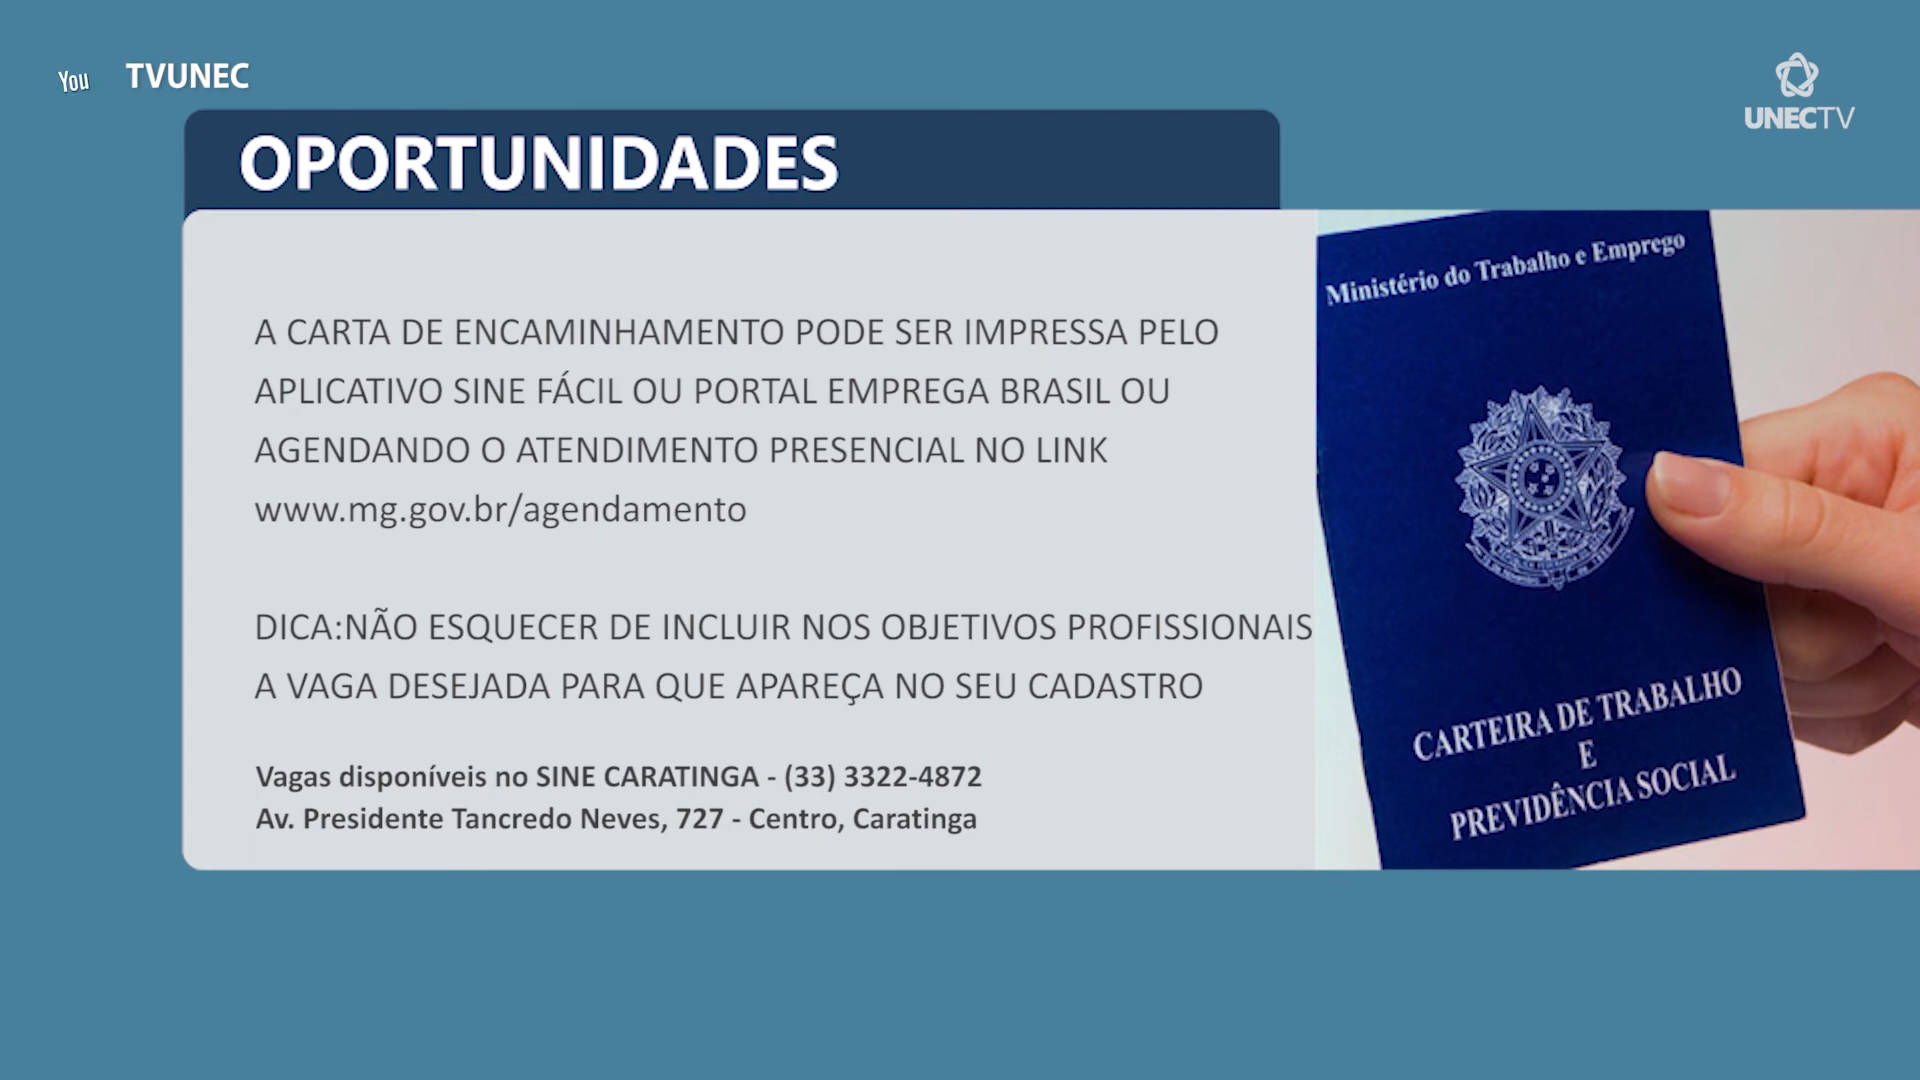 You TVUNEC
UNECTV
OPORTUNIDADES
A CARTA DE ENCAMINHAMENTO PODE SER IMPRESSA PELO
APLICATIVO SINE FÁCIL OU PORTAL EMPREGA BRASIL OU
AGENDANDO O ATENDIMENTO PRESENCIAL NO LINK
www.mg.gov.br/agendamento
DICA:NÃO ESQUECER DE INCLUIR NOS OBJETIVOS PROFISSIONAIS
A VAGA DESEJADA PARA QUE APAREÇA NO SEU CADASTRO
Vagas disponíveis no SINE CARATINGA - (33) 3322-4872
Av. Presidente Tancredo Neves, 727 - Centro, Caratinga
Ministério do Trabalho e Emprego
CARTEIRA DE TRABALHO
E
PREVIDÊNCIA SOCIAL